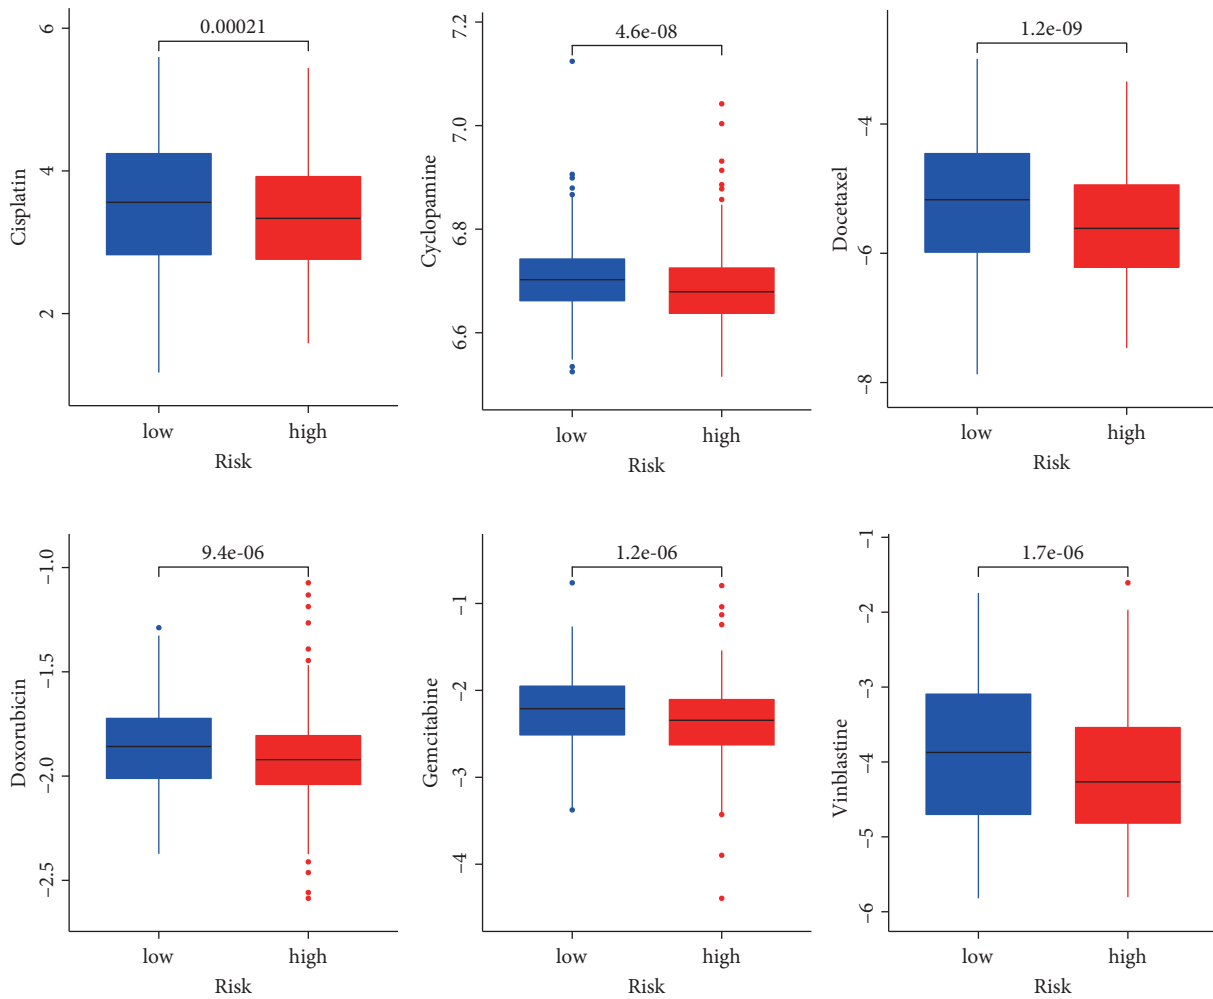 0.00021
Cisplatin
6
4
2
low
high
Risk
4.6e-08
Cyclopamine
7.2
7.0
6.8
6.6
low
high
Risk
1.2e-09
Docetaxel
−4
−6
−8
low
high
Risk
9.4e-06
Doxorubicin
−1.0
−1.5
−2.0
−2.5
low
high
Risk
1.2e-06
Gemcitabine
−1
−2
−3
−4
low
high
Risk
1.7e-06
Vinblastine
−1
−2
−3
−4
−5
−6
low
high
Risk